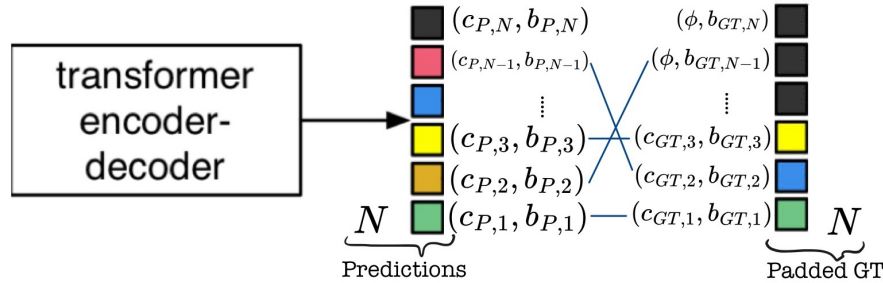 transformer
encoder-
decoder
(c_{P,N}, b_{P,N})
(c_{P,N−1}, b_{P,N−1})
⋮
(c_{P,3}, b_{P,3})
(c_{P,2}, b_{P,2})
(c_{P,1}, b_{P,1})
N
Predictions
(ϕ, b_{GT,N})
(ϕ, b_{GT,N−1})
⋮
(c_{GT,3}, b_{GT,3})
(c_{GT,2}, b_{GT,2})
(c_{GT,1}, b_{GT,1})
N
Padded GT